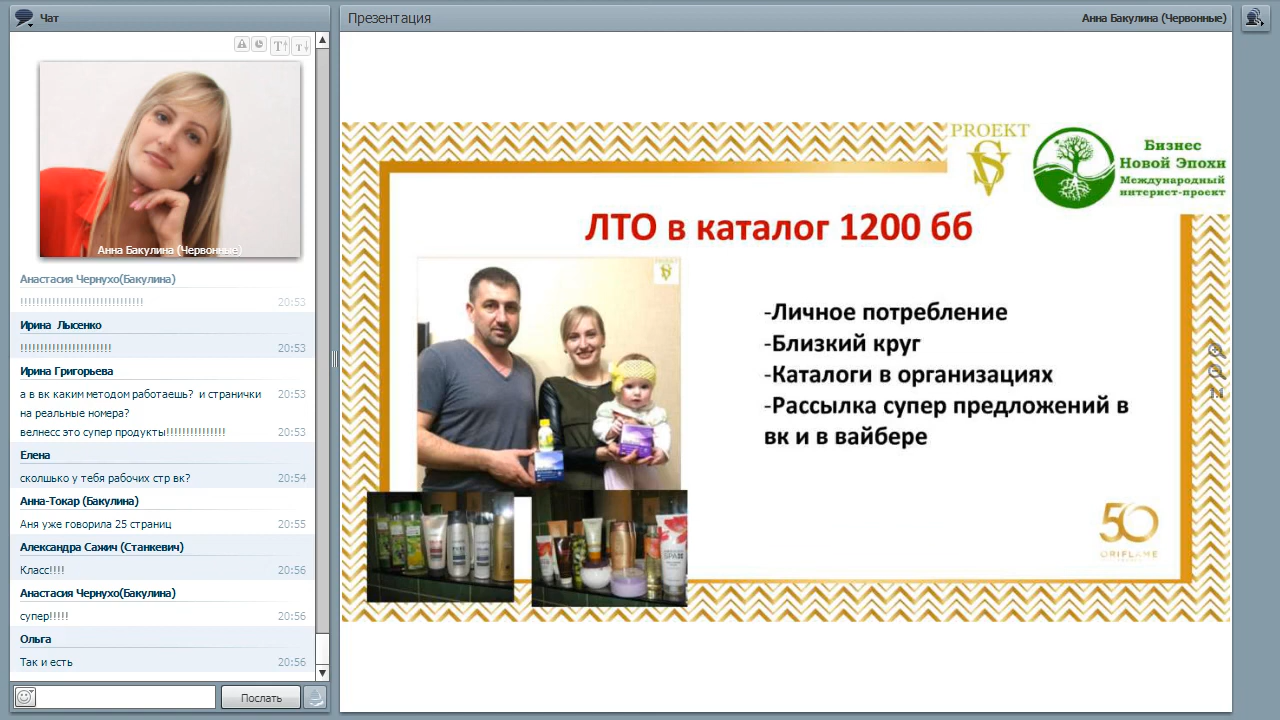 Чат
Анна Бакулина (Червонные)
Анастасия Чернухо(Бакулина)
!!!!!!!!!!!!!!!!!!!!!!!!!!!!!!! 20:53
Ирина Лысенко
!!!!!!!!!!!!!!!!!!!!!!! 20:53
Ирина Григорьева
а в вк каким методом работаешь? и странички 20:53
на реальные номера?
велнесс это супер продукты!!!!!!!!!!!!!!! 20:53
Елена
сколшько у тебя рабочих стр вк? 20:54
Анна-Токар (Бакулина)
Аня уже говорила 25 страниц 20:55
Александра Сажич (Станкевич)
Класс!!!! 20:56
Анастасия Чернухо(Бакулина)
супер!!!!! 20:56
Ольга
Так и есть 20:56
Послать
Презентация
Анна Бакулина (Червонные)
PROEKT
Бизнес
Новой Эпохи
Международный
интерист-проект
ЛТО в каталог 1200 бб
-Личное потребление
-Близкий круг
-Каталоги в организациях
-Рассылка супер предложений в
вк и в вайбере
50
ORIFLAME